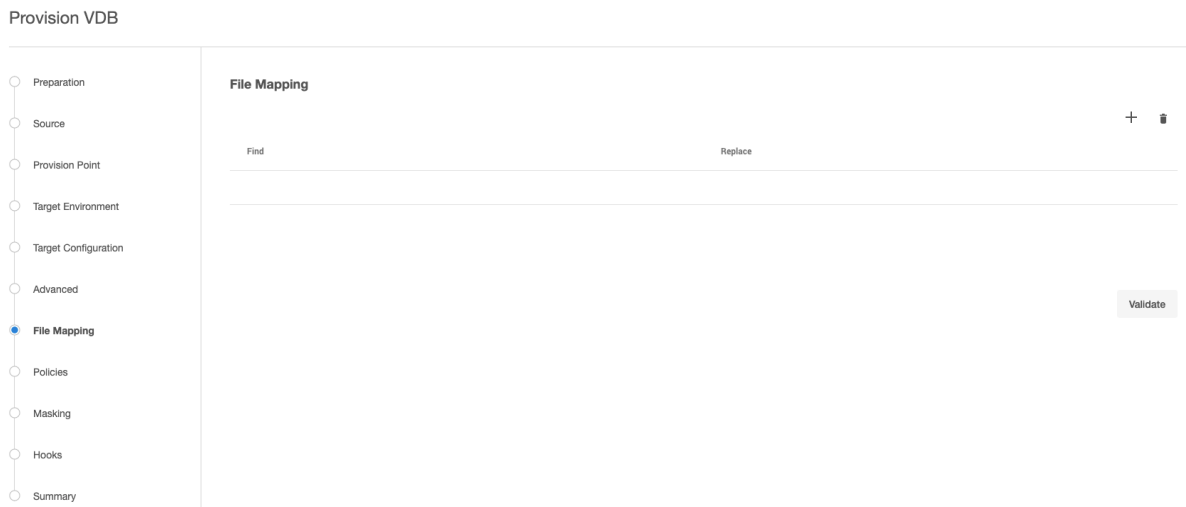 Provision VDB
Preparation
Source
Provision Point
Target Environment
Target Configuration
Advanced
File Mapping
Policies
Masking
Hooks
Summary
File Mapping
Find Replace
Validate